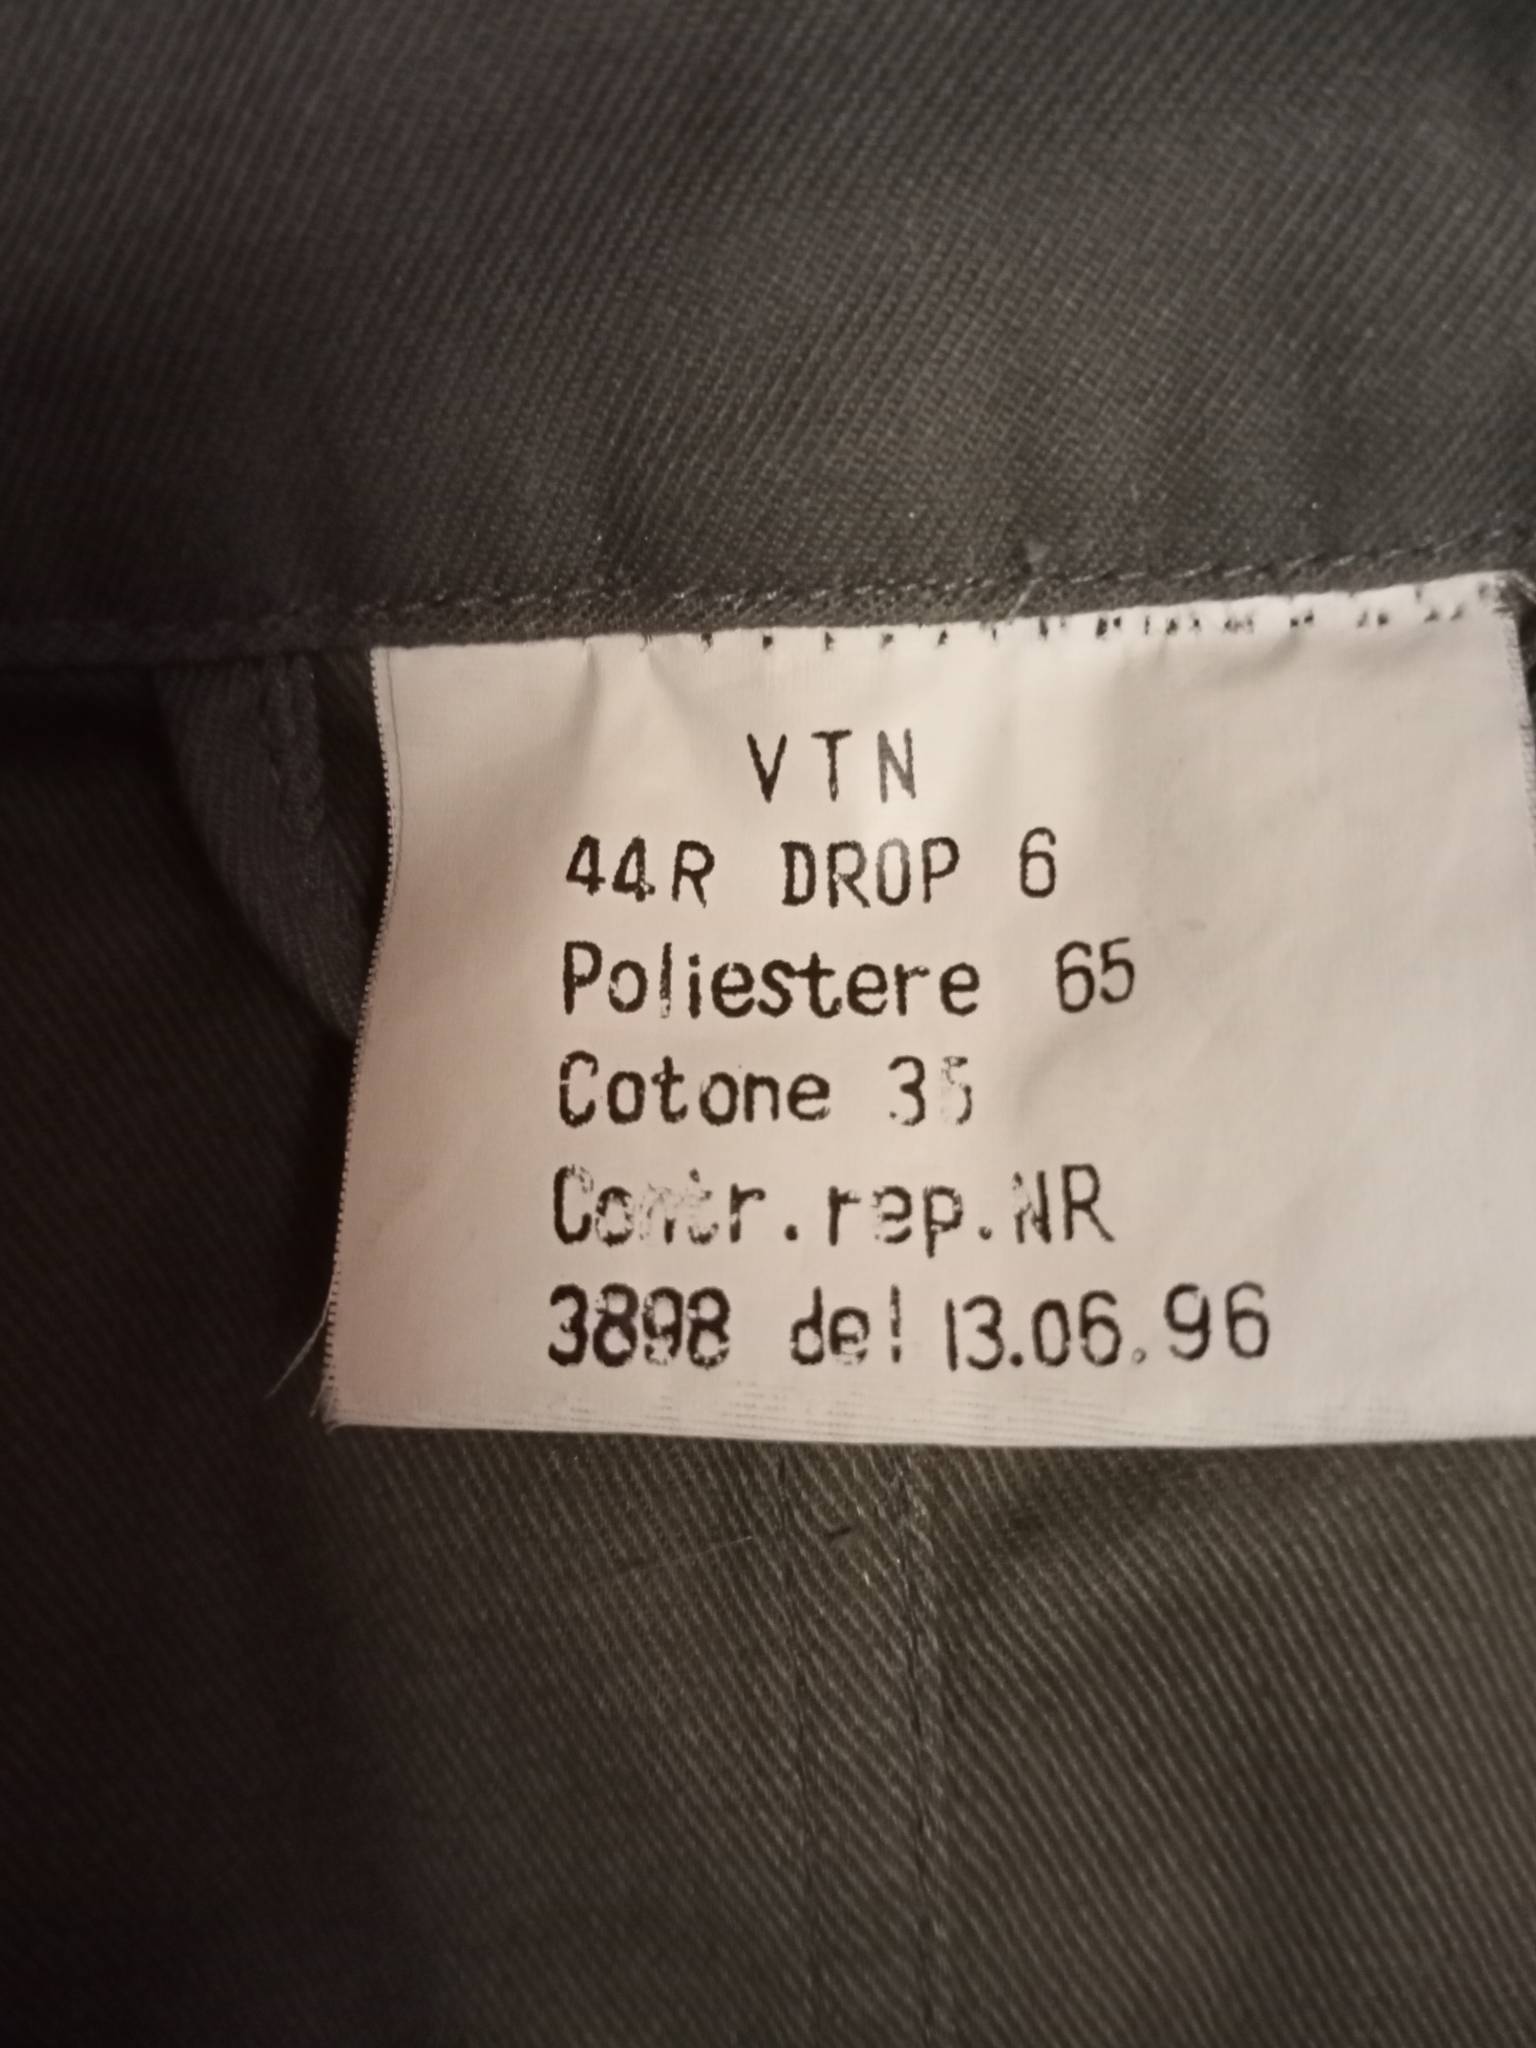 VTN
44R DROP 6
Poliestere 65
Cotone 35
Contr.rep.NR
3898 del 13.06.96